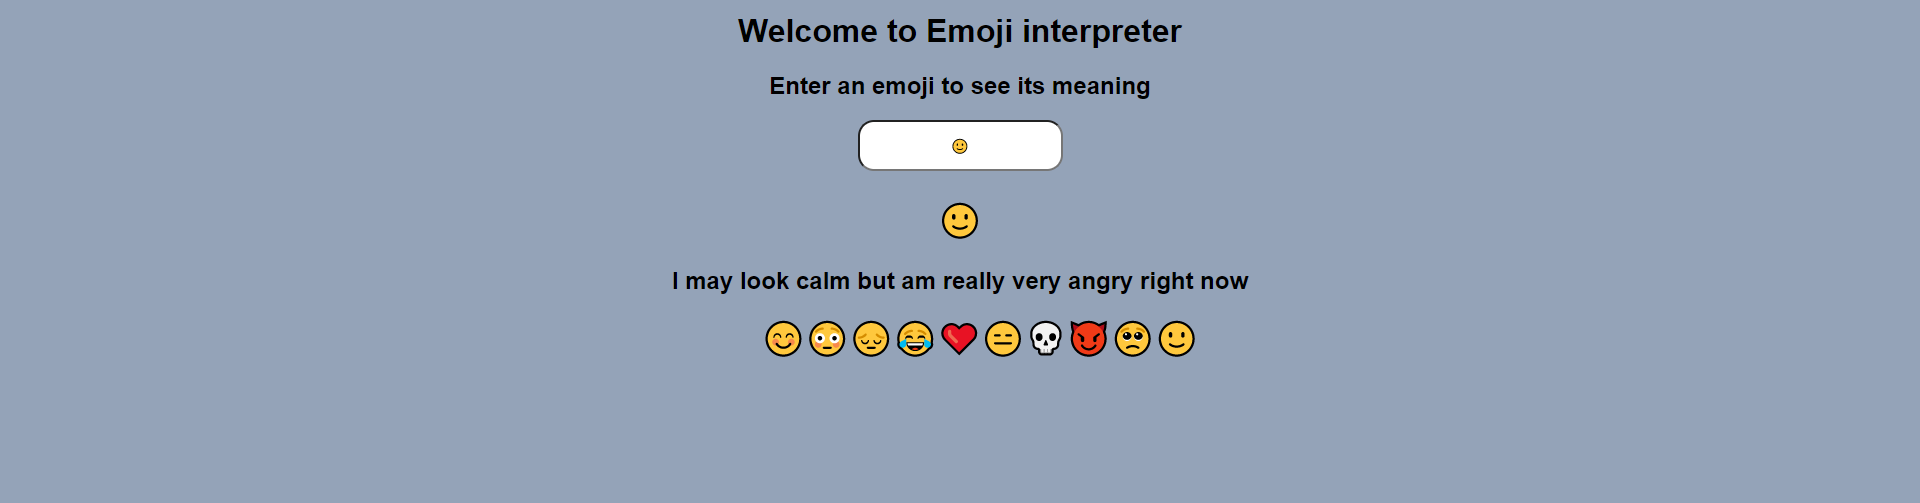 Welcome to Emoji interpreter
Enter an emoji to see its meaning
🙂
🙂
I may look calm but am really very angry right now
😊 😳 😔 😂 ❤️ 😑 💀 😈 🥺 🙂